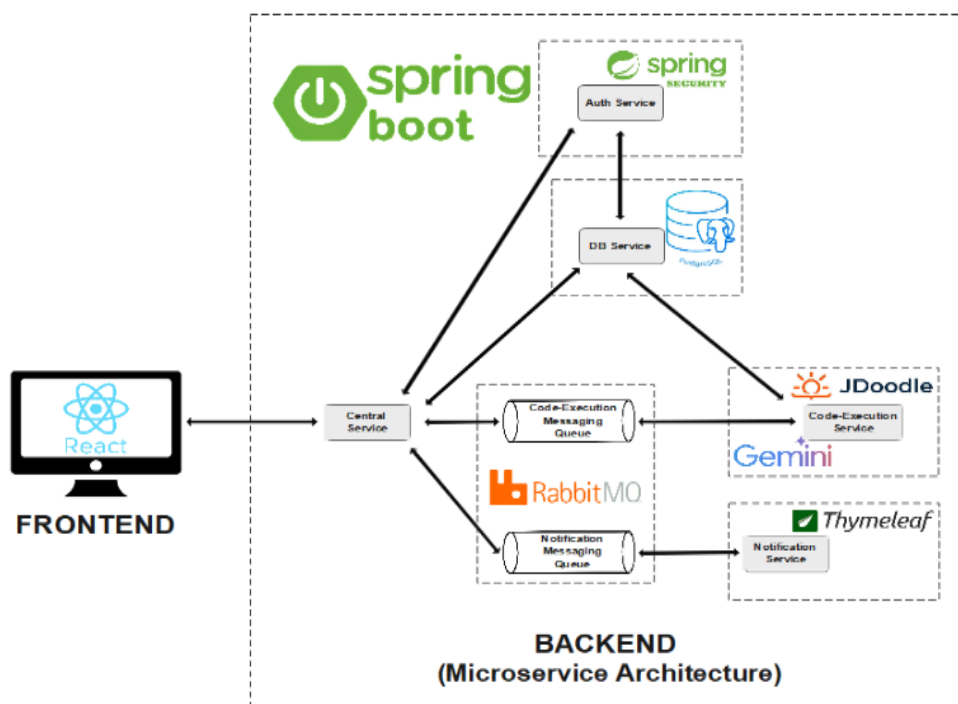 spring
boot
spring
SECURITY
Auth Service
DB Service
PostgreSQL
React
FRONTEND
Central
Service
Code-Execution
Messaging
Queue
RabbitMQ
Notification
Messaging
Queue
JDoodle
Code-Execution
Service
Gemini
Thymeleaf
Notification
Service
BACKEND
(Microservice Architecture)